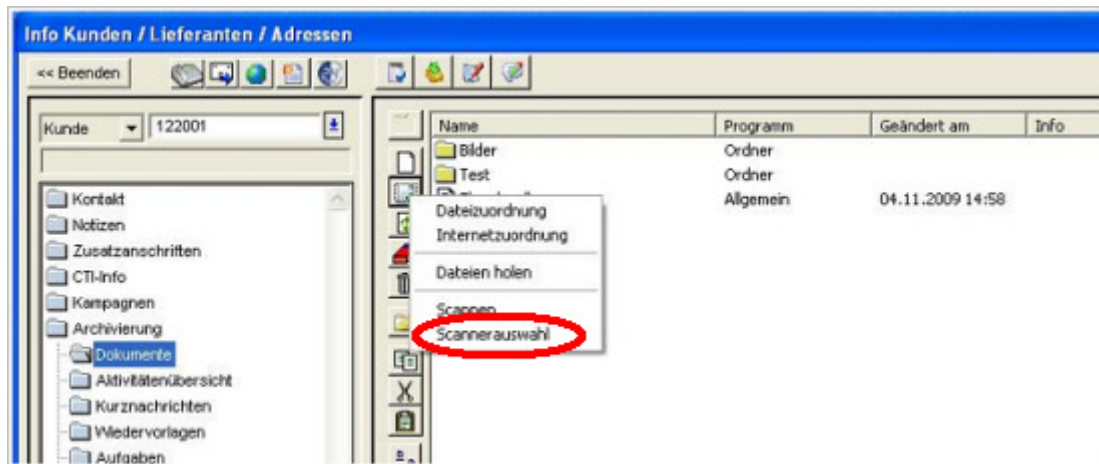 Info Kunden / Lieferanten / Adressen
<< Beenden
Kunde 122001
Name Programm Geändert am Info
Bilder Ordner
Test Ordner
Allgemein 04.11.2009 14:58
Dateizuordnung
Internetzuordnung
Dateien holen
Scannen
Scannerauswahl
Kontakt
Notizen
Zusatzanschriften
CTI-Info
Kampagnen
Archivierung
Dokumente
Aktivitätenübersicht
Kurznachrichten
Wiedervorlagen
Aufgaben